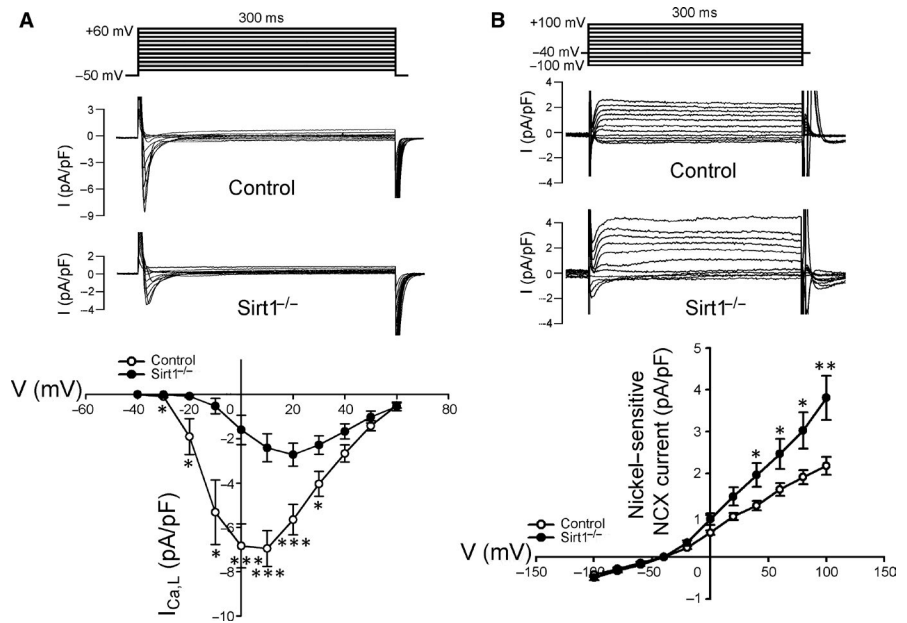 A
300 ms
+60 mV
−50 mV
3
0
−3
−6
−9
I (pA/pF)
Control
2
0
−2
−4
I (pA/pF)
Sirt1−/−
Control
Sirt1−/−
V (mV)
−60 −40 −20 0 20 40 60 80
−2
−4
−6
−8
−10
ICa,L (pA/pF)
*
*
*
***
***
***
*
B
300 ms
+100 mV
−40 mV
−100 mV
4
2
0
−2
−4
I (pA/pF)
Control
4
2
0
−2
−4
I (pA/pF)
Sirt1−/−
5
4
3
2
1
0
−1
Nickel−sensitive
NCX current (pA/pF)
* * * **
Control
Sirt1−/−
V (mV)
−150 −100 −50 0 50 100 150